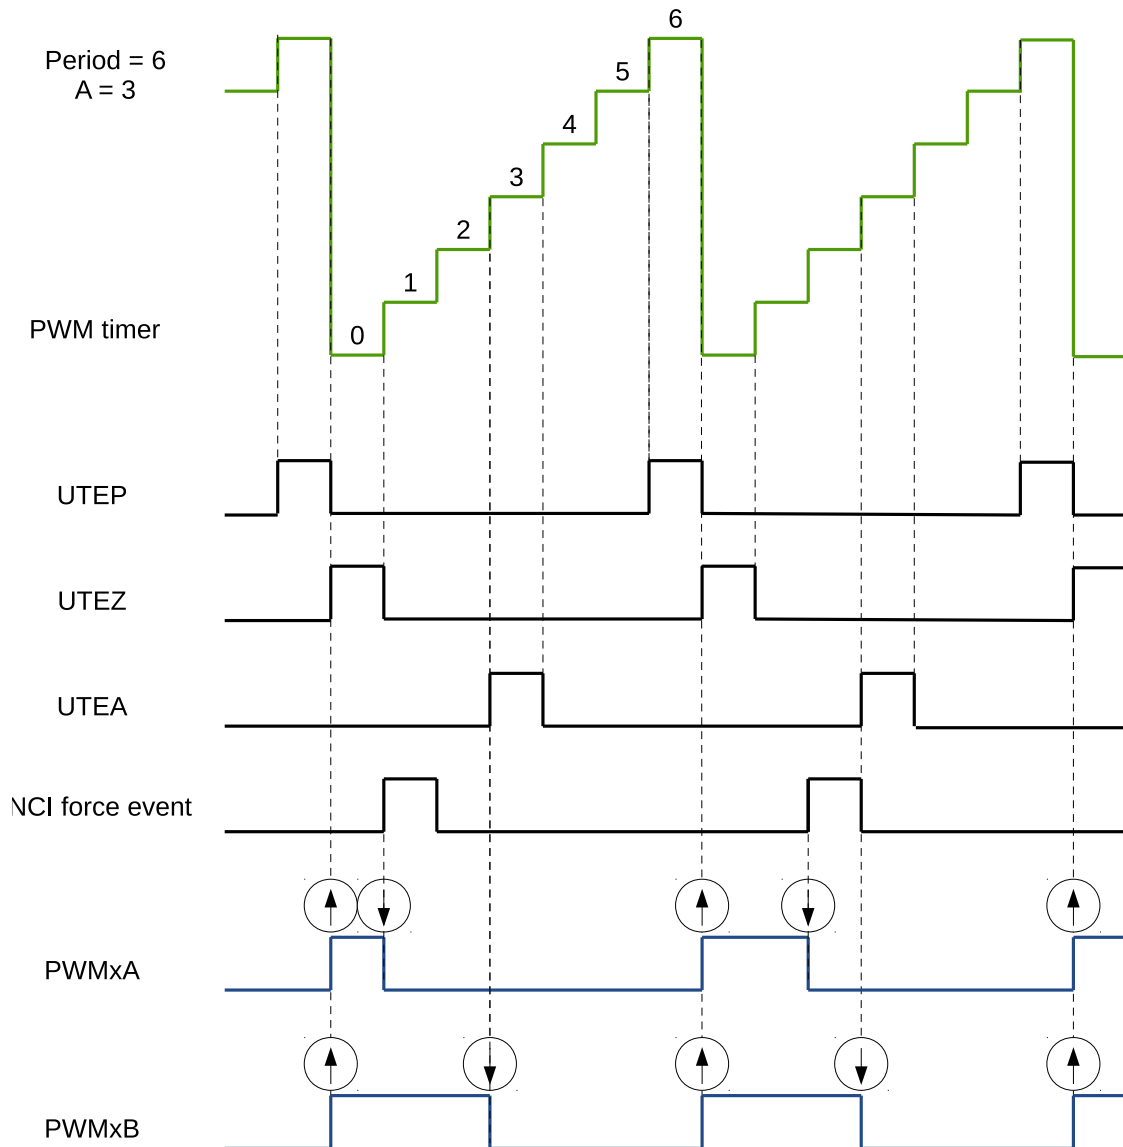 6
Period = 6
A = 3
5
4
3
2
1
0
PWM timer
UTEP
UTEZ
UTEA
NCI force event
PWMxA
PWMxB